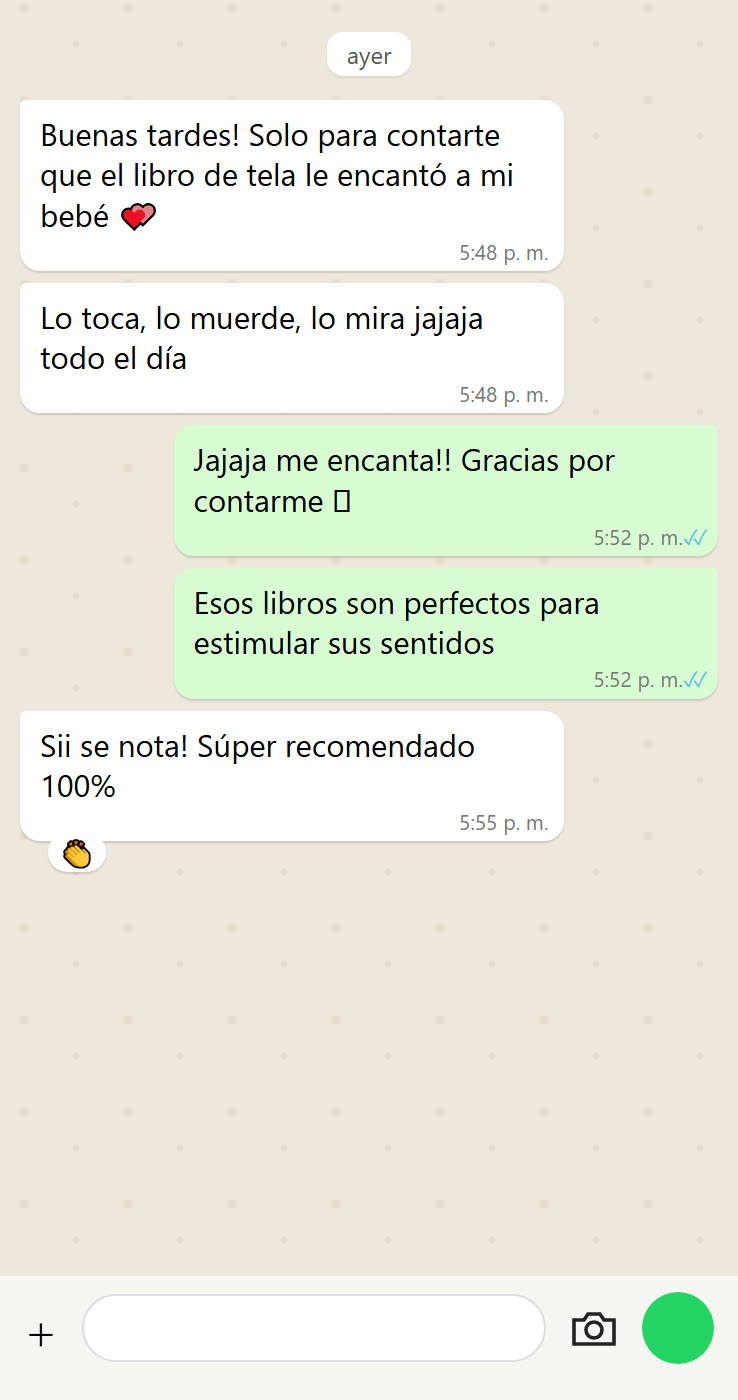 ayer
Buenas tardes! Solo para contarte
que el libro de tela le encantó a mi
bebé 💕
5:48 p. m.
Lo toca, lo muerde, lo mira jajaja
todo el día
5:48 p. m.
Jajaja me encanta!! Gracias por
contarme
5:52 p. m.
Esos libros son perfectos para
estimular sus sentidos
5:52 p. m.
Sii se nota! Súper recomendado
100%
5:55 p. m.
👏